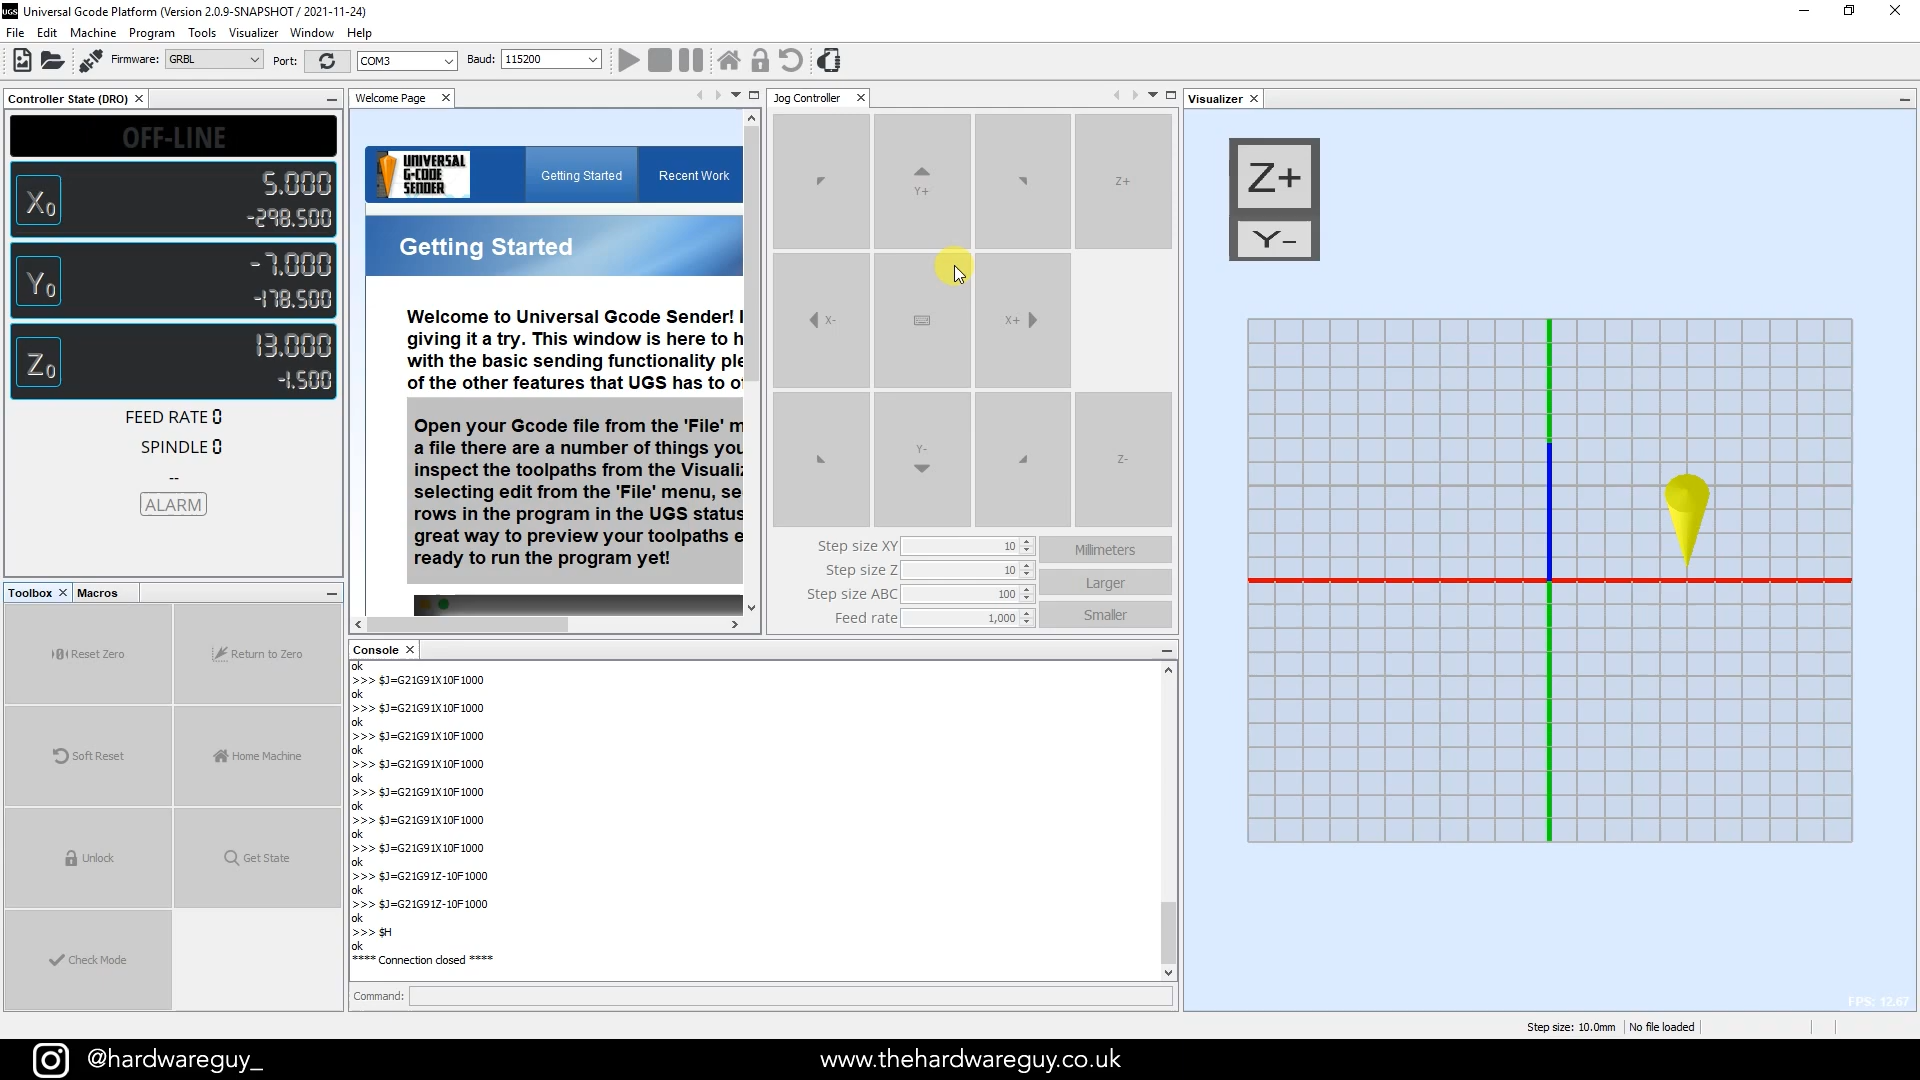 UGS Universal Gcode Platform (Version 2.0.9-SNAPSHOT / 2021-11-24)
File Edit Machine Program Tools Visualizer Window Help
Firmware: GRBL Port: COM3 Baud: 115200
Controller State (DRO)
OFF-LINE
X0 5.000
-298.500
Y0 -7.000
-178.500
Z0 13.000
-1.500
FEED RATE 0
SPINDLE 0
--
ALARM
Toolbox Macros
Reset Zero
Return to Zero
Soft Reset
Home Machine
Unlock
Get State
Check Mode
Welcome Page
UNIVERSAL
G-CODE
SENDER
Getting Started Recent Work
Getting Started
Welcome to Universal Gcode Sender!
giving it a try. This window is here to h
with the basic sending functionality ple
of the other features that UGS has to o
Open your Gcode file from the 'File' m
a file there are a number of things you
inspect the toolpaths from the Visualiz
selecting edit from the 'File' menu, se
rows in the program in the UGS status
great way to preview your toolpaths e
ready to run the program yet!
Jog Controller
Y+
Z+
X-
X+
Y-
Z-
Step size XY 10
Millimeters
Step size Z 10
Larger
Step size ABC 100
Smaller
Feed rate 1,000
Console
ok
>>> $J=G21G91X10F1000
ok
>>> $J=G21G91X10F1000
ok
>>> $J=G21G91X10F1000
ok
>>> $J=G21G91X10F1000
ok
>>> $J=G21G91X10F1000
ok
>>> $J=G21G91X10F1000
ok
>>> $J=G21G91X10F1000
ok
>>> $J=G21G91Z-10F1000
ok
>>> $J=G21G91Z-10F1000
ok
>>> $H
ok
**** Connection closed ****
Command:
Visualizer
Z+
Y-
FPS: 12.67
Step size: 10.0mm No file loaded
@hardwareguy_
www.thehardwareguy.co.uk